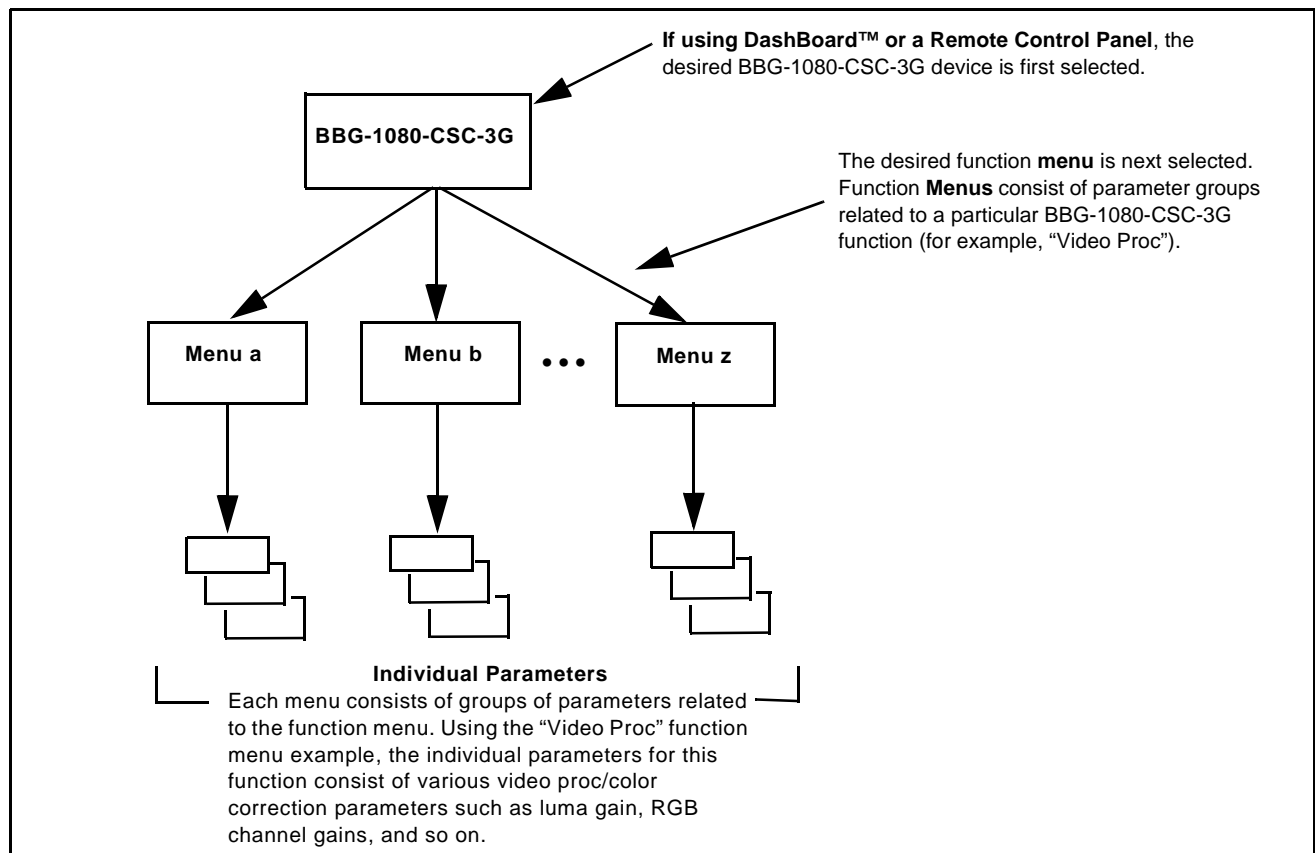 If using DashBoard™ or a Remote Control Panel, the
desired BBG-1080-CSC-3G device is first selected.
BBG-1080-CSC-3G
The desired function menu is next selected.
Function Menus consist of parameter groups
related to a particular BBG-1080-CSC-3G
function (for example, “Video Proc”).
Menu a
Menu b
•••
Menu z
Individual Parameters
Each menu consists of groups of parameters related
to the function menu. Using the “Video Proc” function
menu example, the individual parameters for this
function consist of various video proc/color
correction parameters such as luma gain, RGB
channel gains, and so on.